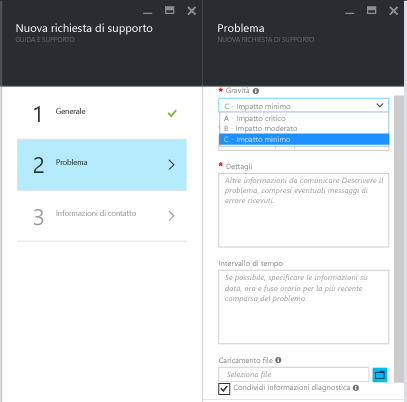 Nuova richiesta di supporto
GUIDA E SUPPORTO
1 Generale
2 Problema
3 Informazioni di contatto
Problema
NUOVA RICHIESTA DI SUPPORTO
* Gravità
C - Impatto minimo
A - Impatto critico
B - Impatto moderato
C - Impatto minimo
* Dettagli
Altre informazioni da comunicare Descrivere il
problema, compresi eventuali messaggi di
errore ricevuti.
Intervallo di tempo
Se possibile, specificare le informazioni su
data, ora e fuso orario per la più recente
comparsa del problema.
Caricamento file
Seleziona file
Condividi informazioni diagnostica